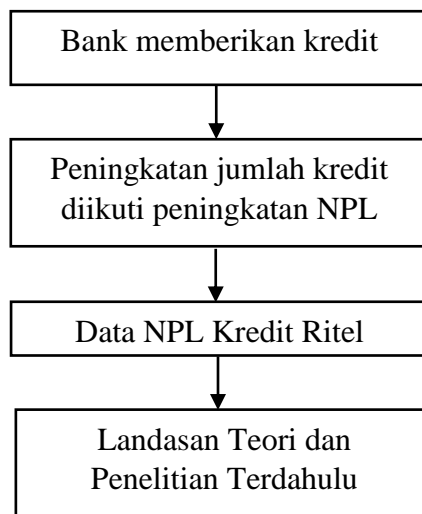 Bank memberikan kredit
Peningkatan jumlah kredit
diikuti peningkatan NPL
Data NPL Kredit Ritel
Landasan Teori dan
Penelitian Terdahulu